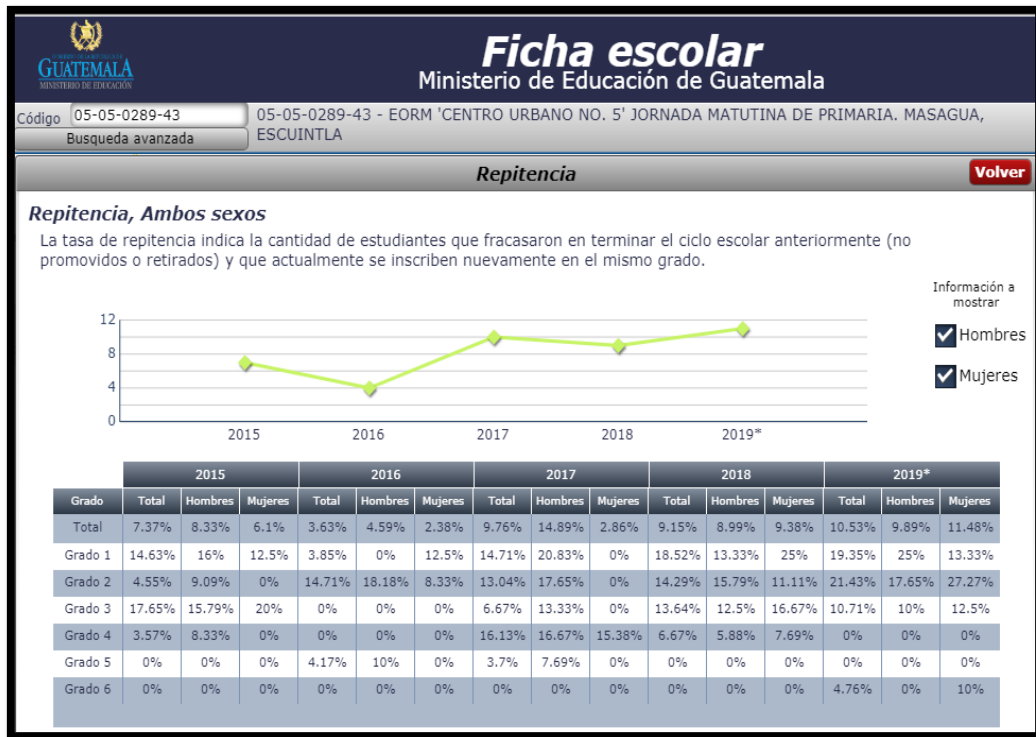 GUATEMALA
MINISTERIO DE EDUCACIÓN
Ficha escolar
Ministerio de Educación de Guatemala
Código 05-05-0289-43
Busqueda avanzada
05-05-0289-43 - EORM 'CENTRO URBANO NO. 5' JORNADA MATUTINA DE PRIMARIA. MASAGUA,
ESCUINTLA
Repitencia
Volver
Repitencia, Ambos sexos
La tasa de repitencia indica la cantidad de estudiantes que fracasaron en terminar el ciclo escolar anteriormente (no
promovidos o retirados) y que actualmente se inscriben nuevamente en el mismo grado.
Información a
mostrar
Hombres
Mujeres
12
8
4
0
2015 2016 2017 2018 2019*
2015 2016 2017 2018 2019*
Grado Total Hombres Mujeres Total Hombres Mujeres Total Hombres Mujeres Total Hombres Mujeres Total Hombres Mujeres
Total 7.37% 8.33% 6.1% 3.63% 4.59% 2.38% 9.76% 14.89% 2.86% 9.15% 8.99% 9.38% 10.53% 9.89% 11.48%
Grado 1 14.63% 16% 12.5% 3.85% 0% 12.5% 14.71% 20.83% 0% 18.52% 13.33% 25% 19.35% 25% 13.33%
Grado 2 4.55% 9.09% 0% 14.71% 18.18% 8.33% 13.04% 17.65% 0% 14.29% 15.79% 11.11% 21.43% 17.65% 27.27%
Grado 3 17.65% 15.79% 20% 0% 0% 0% 6.67% 13.33% 0% 13.64% 12.5% 16.67% 10.71% 10% 12.5%
Grado 4 3.57% 8.33% 0% 0% 0% 0% 16.13% 16.67% 15.38% 6.67% 5.88% 7.69% 0% 0% 0%
Grado 5 0% 0% 0% 4.17% 10% 0% 3.7% 7.69% 0% 0% 0% 0% 0% 0% 0%
Grado 6 0% 0% 0% 0% 0% 0% 0% 0% 0% 0% 0% 0% 4.76% 0% 10%